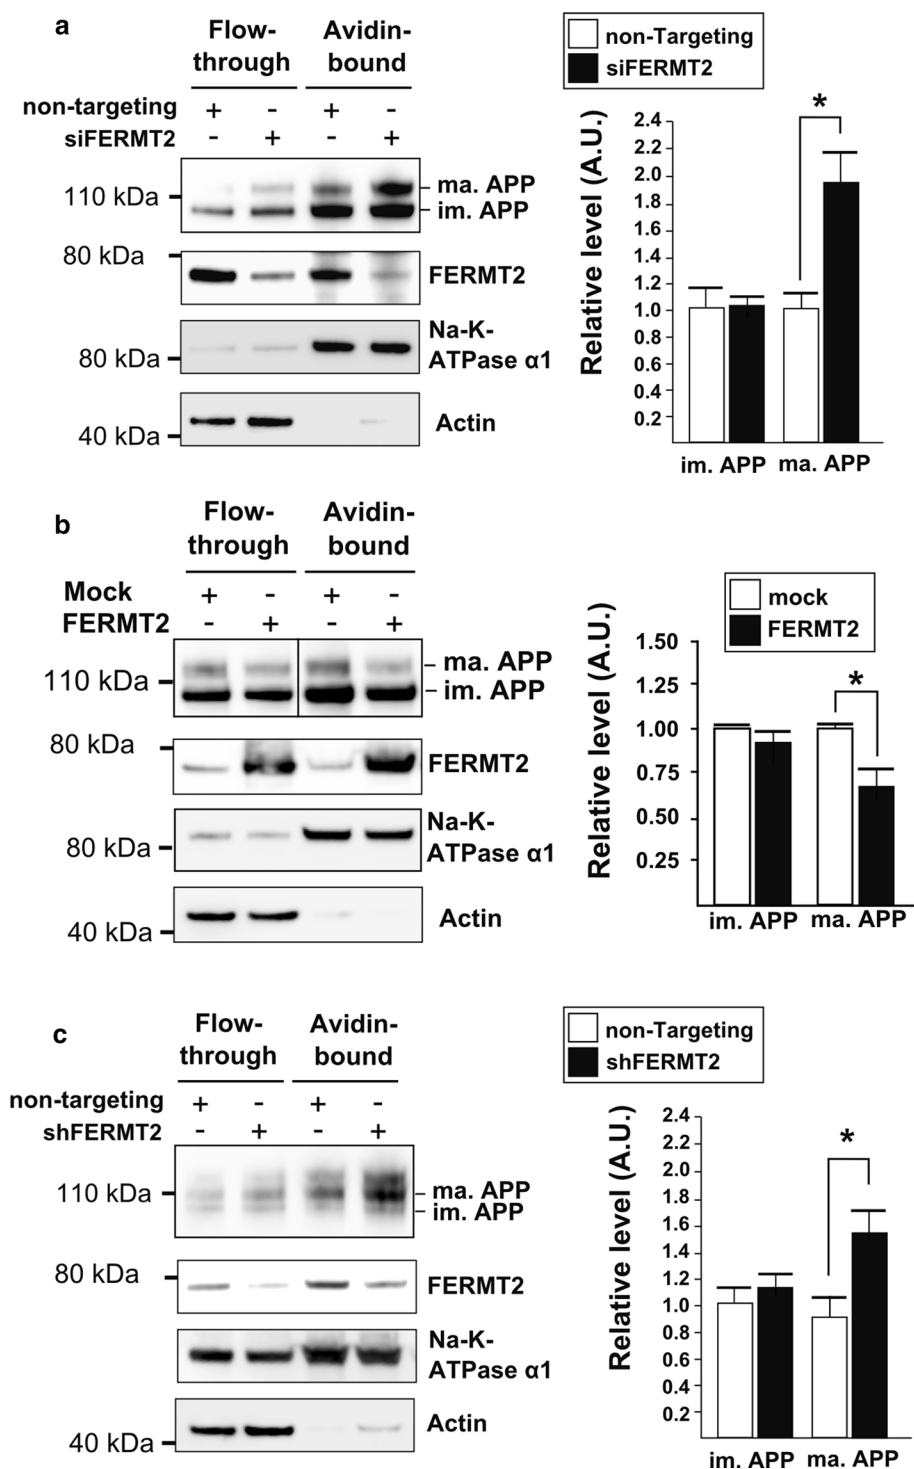 a
Flow-
through
Avidin-
bound
non-targeting + - + -
siFERMT2 - + - +
110 kDa
ma. APP
im. APP
80 kDa
FERMT2
80 kDa
Na-K-
ATPase α1
40 kDa
Actin
non-Targeting
siFERMT2
Relative level (A.U.)
2.4
2.2
2.0
1.8
1.6
1.4
1.2
1.0
0.8
0.6
0.4
0.2
*
im. APP ma. APP
b
Flow-
through
Avidin-
bound
Mock + - + -
FERMT2 - + - +
110 kDa
ma. APP
im. APP
80 kDa
FERMT2
80 kDa
Na-K-
ATPase α1
40 kDa
Actin
mock
FERMT2
Relative level (A.U.)
1.50
1.25
1.00
0.75
0.50
0.25
*
im. APP ma. APP
c
Flow-
through
Avidin-
bound
non-targeting + - + -
shFERMT2 - + - +
110 kDa
ma. APP
im. APP
80 kDa
FERMT2
Na-K-
ATPase α1
40 kDa
Actin
non-Targeting
shFERMT2
Relative level (A.U.)
2.4
2.2
2.0
1.8
1.6
1.4
1.2
1.0
0.8
0.6
0.4
0.2
*
im. APP ma. APP